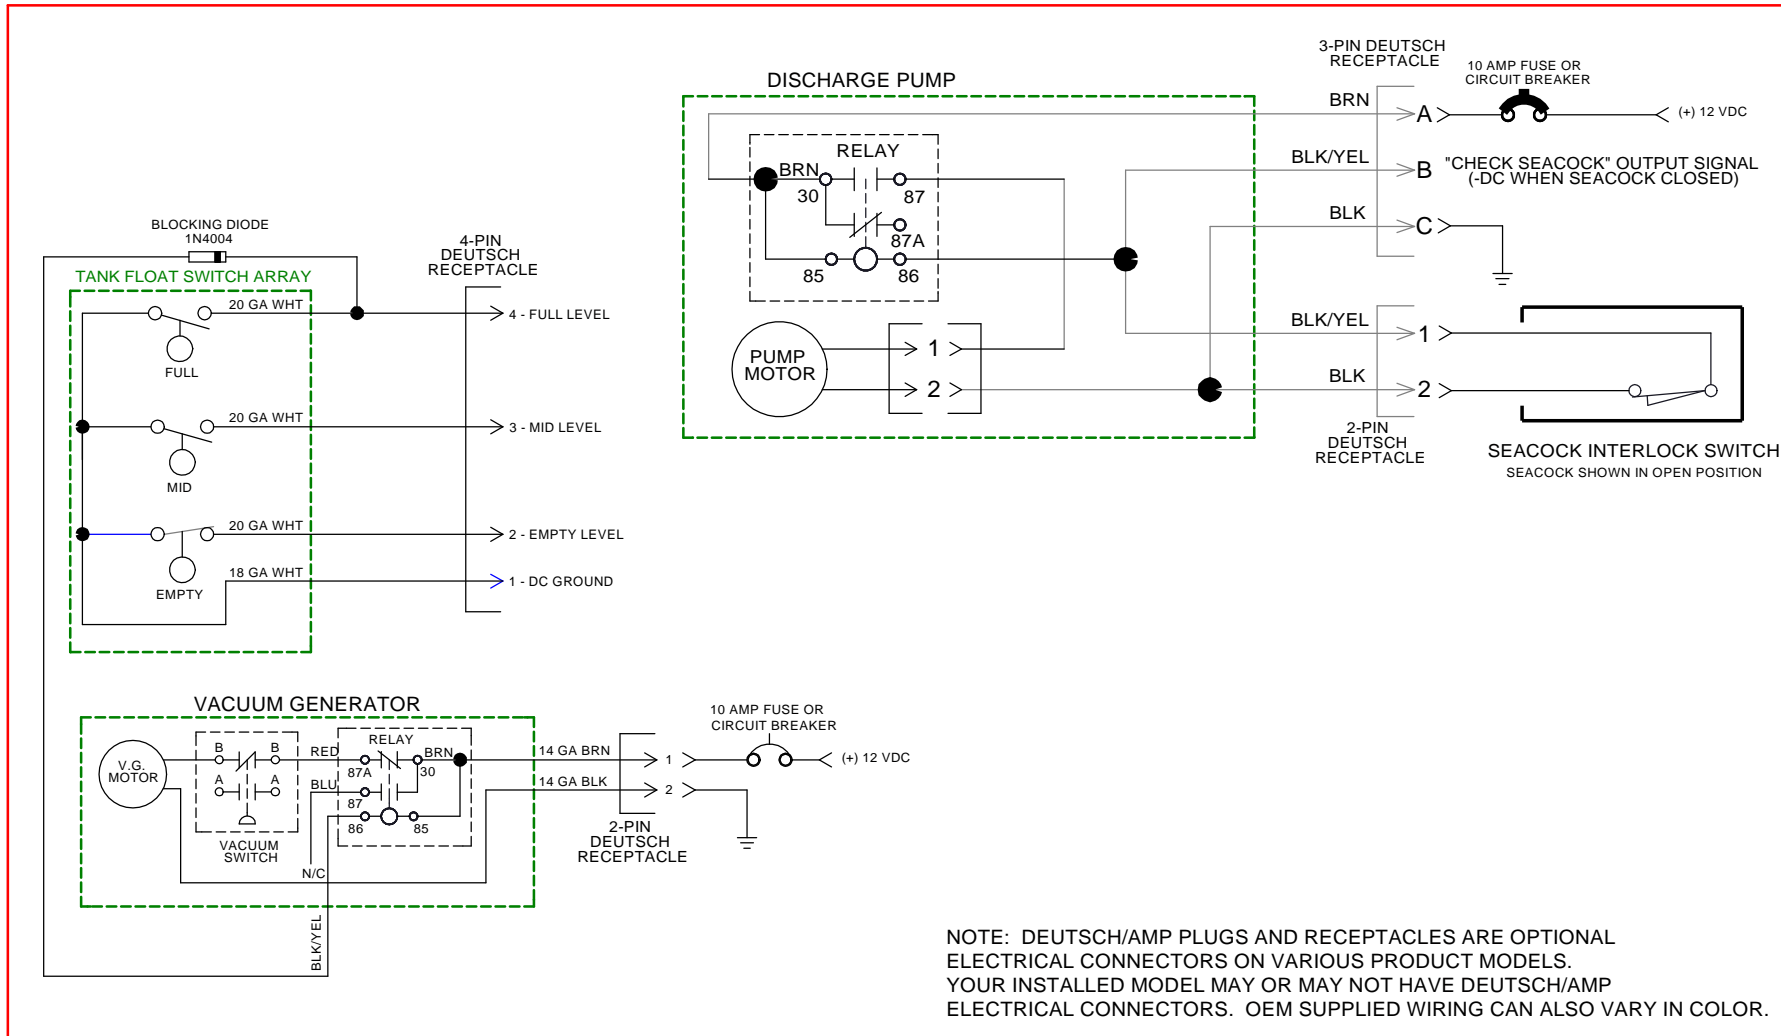 DISCHARGE PUMP
3-PIN DEUTSCH
RECEPTACLE
10 AMP FUSE OR
CIRCUIT BREAKER
BRN
A
(+) 12 VDC
RELAY
BRN
30
87
87A
85
86
BLK/YEL
B
"CHECK SEACOCK" OUTPUT SIGNAL
(-DC WHEN SEACOCK CLOSED)
BLK
C
BLK/YEL
1
BLK
2
PUMP
MOTOR
1
2
2-PIN
DEUTSCH
RECEPTACLE
SEACOCK INTERLOCK SWITCH
SEACOCK SHOWN IN OPEN POSITION
BLOCKING DIODE
1N4004
4-PIN
DEUTSCH
RECEPTACLE
TANK FLOAT SWITCH ARRAY
20 GA WHT
4 - FULL LEVEL
FULL
20 GA WHT
3 - MID LEVEL
MID
20 GA WHT
2 - EMPTY LEVEL
18 GA WHT
1 - DC GROUND
EMPTY
VACUUM GENERATOR
10 AMP FUSE OR
CIRCUIT BREAKER
V.G.
MOTOR
B
B
A
A
VACUUM
SWITCH
RED
BLU
N/C
RELAY
BRN
87A
30
87
86
85
14 GA BRN
1
(+) 12 VDC
14 GA BLK
2
2-PIN
DEUTSCH
RECEPTACLE
BLK/YEL
NOTE: DEUTSCH/AMP PLUGS AND RECEPTACLES ARE OPTIONAL
ELECTRICAL CONNECTORS ON VARIOUS PRODUCT MODELS.
YOUR INSTALLED MODEL MAY OR MAY NOT HAVE DEUTSCH/AMP
ELECTRICAL CONNECTORS. OEM SUPPLIED WIRING CAN ALSO VARY IN COLOR.